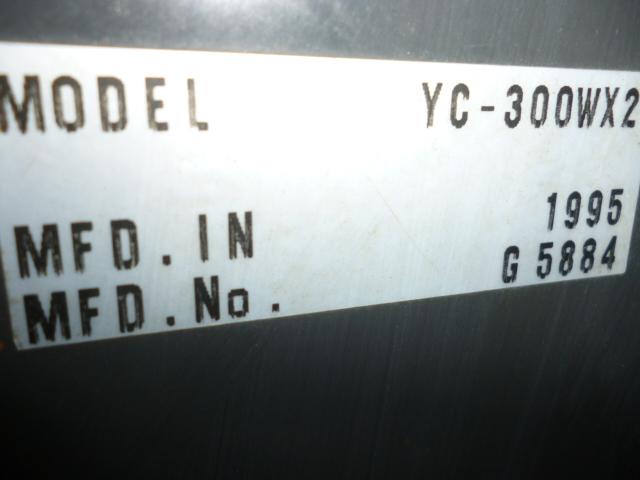 MODEL YC-300WX2
MFD.IN 1995
MFD.No. G 5884